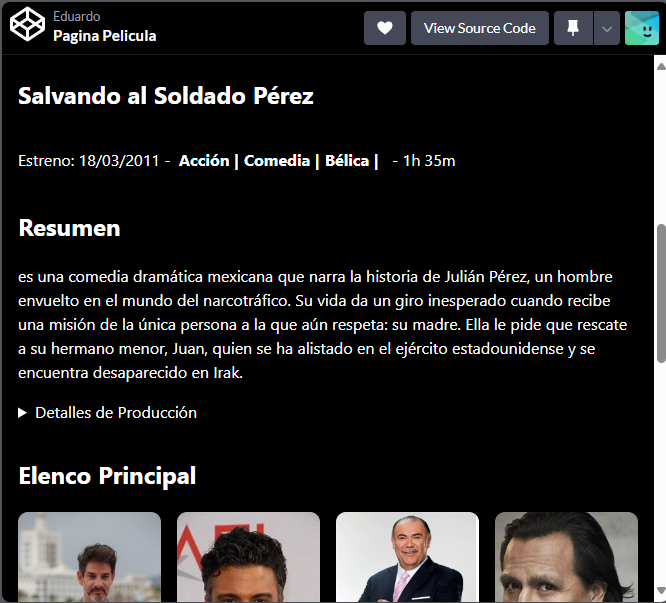 Eduardo
Pagina Pelicula
View Source Code
Salvando al Soldado Pérez
Estreno: 18/03/2011 - Acción | Comedia | Bélica | - 1h 35m
Resumen
es una comedia dramática mexicana que narra la historia de Julián Pérez, un hombre
envuelto en el mundo del narcotráfico. Su vida da un giro inesperado cuando recibe
una misión de la única persona a la que aún respeta: su madre. Ella le pide que rescate
a su hermano menor, Juan, quien se ha alistado en el ejército estadounidense y se
encuentra desaparecido en Irak.
Detalles de Producción
Elenco Principal
AFI